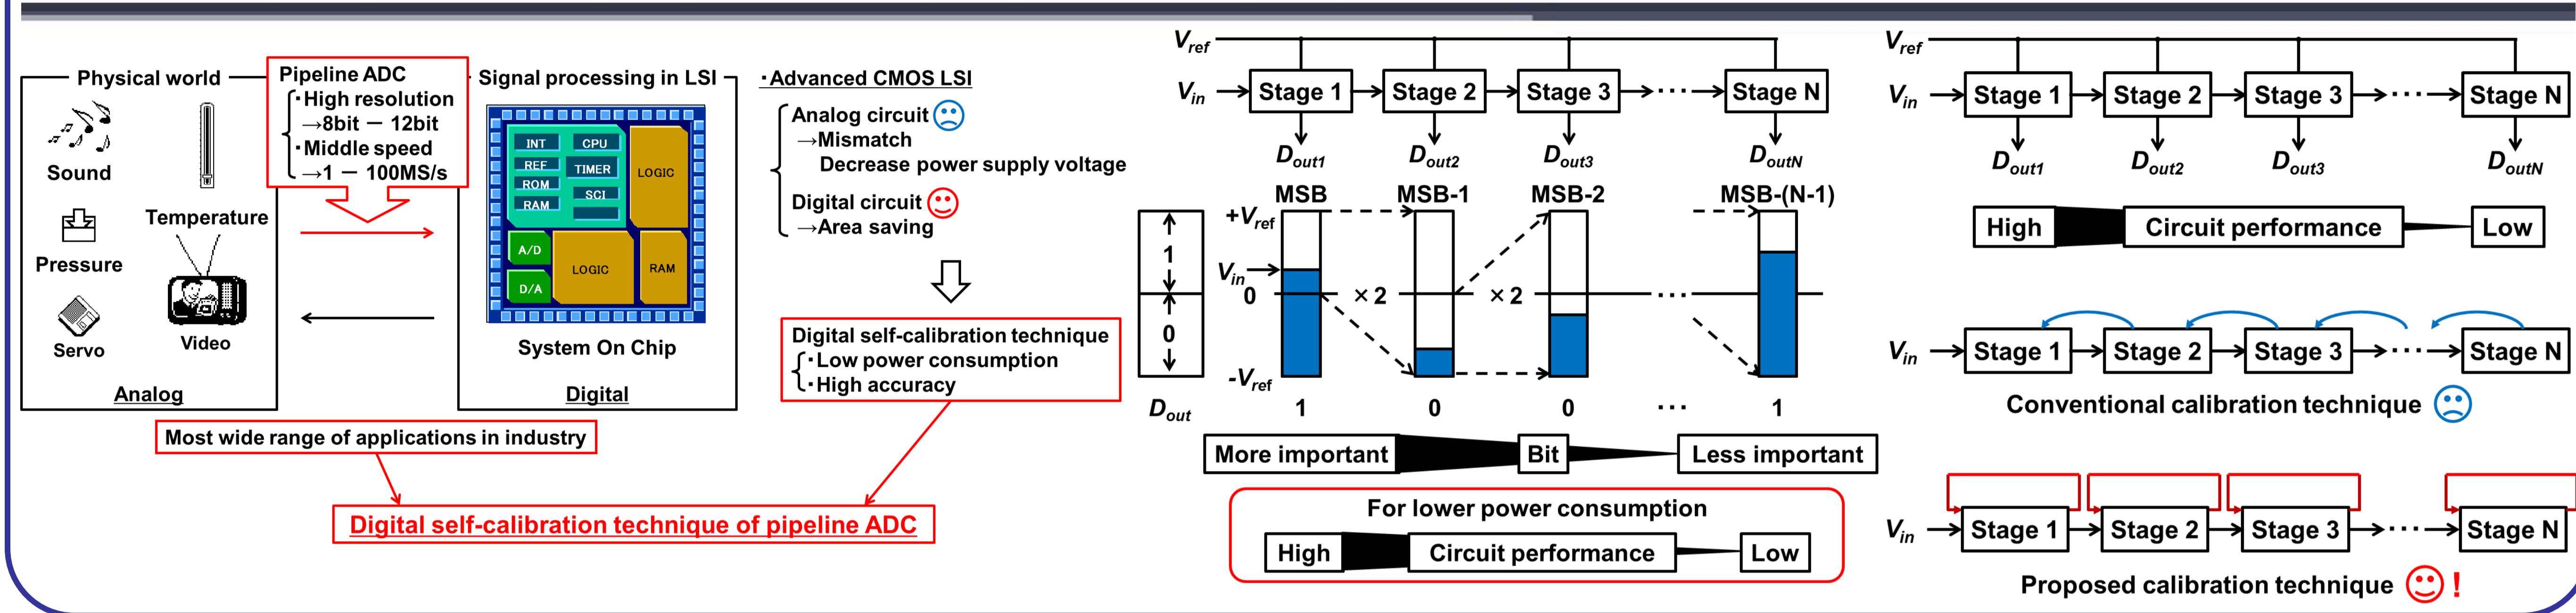 Physical world
Sound
Temperature
Pressure
Servo
Video
Analog
Pipeline ADC
・High resolution
→8bit － 12bit
・Middle speed
→1 － 100MS/s
Signal processing in LSI
INT
CPU
REF
TIMER
ROM
SCI
RAM
LOGIC
A/D
LOGIC
RAM
D/A
System On Chip
Digital
・Advanced CMOS LSI
Analog circuit
→Mismatch
Decrease power supply voltage
Digital circuit
→Area saving
Digital self-calibration technique
・Low power consumption
・High accuracy
Most wide range of applications in industry
Digital self-calibration technique of pipeline ADC
Vref
Vin Stage 1 Stage 2 Stage 3 ··· Stage N
Dout1 Dout2 Dout3 DoutN
MSB MSB-1 MSB-2 MSB-(N-1)
+Vref
1
Vin
0 ×2 ×2 ···
0
-Vref
Dout 1 0 0 ··· 1
More important Bit Less important
For lower power consumption
High Circuit performance Low
Vref
Vin Stage 1 Stage 2 Stage 3 ··· Stage N
Dout1 Dout2 Dout3 DoutN
High Circuit performance Low
Vin Stage 1 Stage 2 Stage 3 ··· Stage N
Conventional calibration technique
Vin Stage 1 Stage 2 Stage 3 ··· Stage N
Proposed calibration technique !